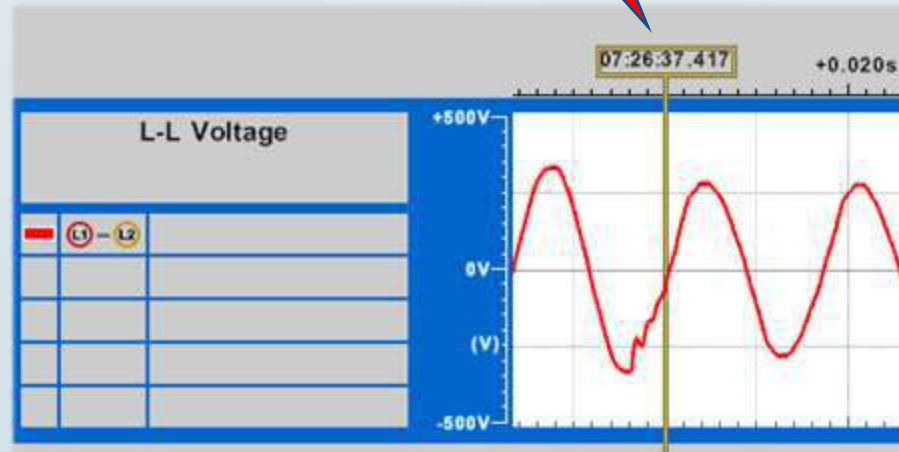 07:26:37.417
+0.020s
L-L Voltage
+500V
L1 – L2
0V
(V)
-500V